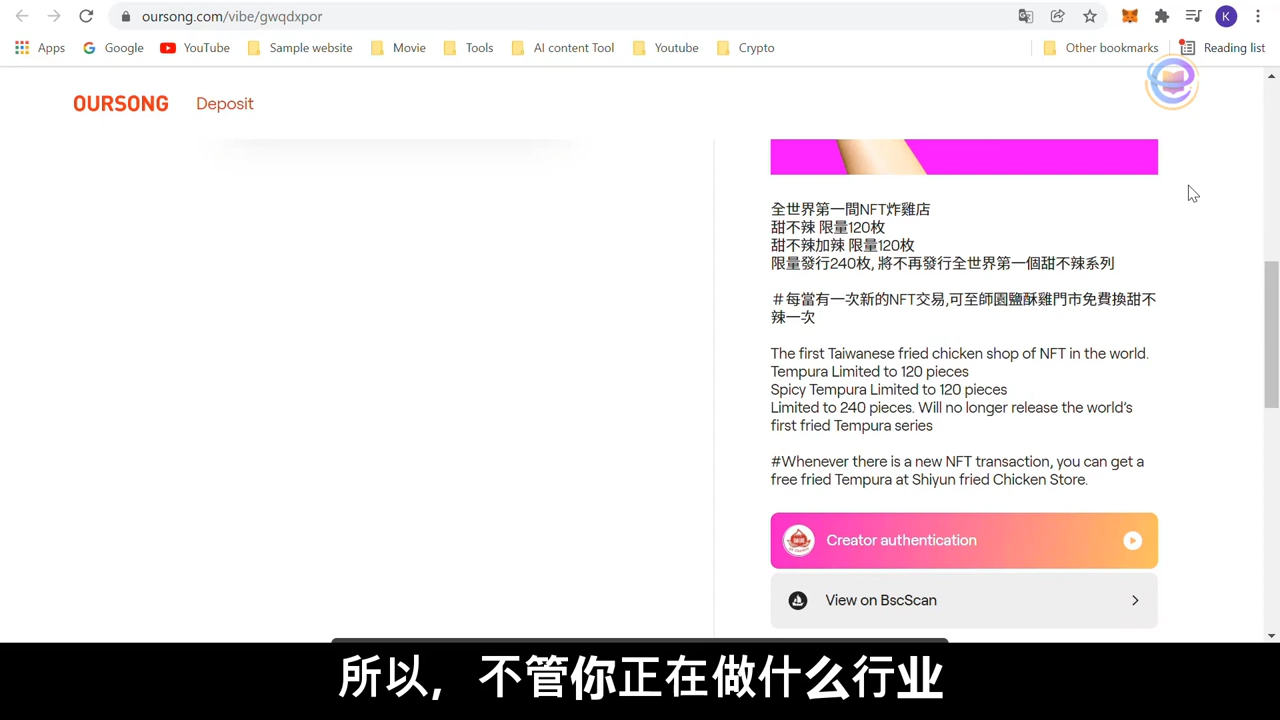 oursong.com/vibe/gwqdxpor
K
Apps
Google
YouTube
Sample website
Movie
Tools
AI content Tool
Youtube
Crypto
Other bookmarks
Reading list
OURSONG
Deposit
全世界第一間NFT炸雞店
甜不辣 限量120枚
甜不辣加辣 限量120枚
限量發行240枚, 將不再發行全世界第一個甜不辣系列
＃每當有一次新的NFT交易,可至師園鹽酥雞門市免費換甜不
辣一次
The first Taiwanese fried chicken shop of NFT in the world.
Tempura Limited to 120 pieces
Spicy Tempura Limited to 120 pieces
Limited to 240 pieces. Will no longer release the world’s
first fried Tempura series
#Whenever there is a new NFT transaction, you can get a
free fried Tempura at Shiyun fried Chicken Store.
Creator authentication
View on BscScan
所以，不管你正在做什么行业